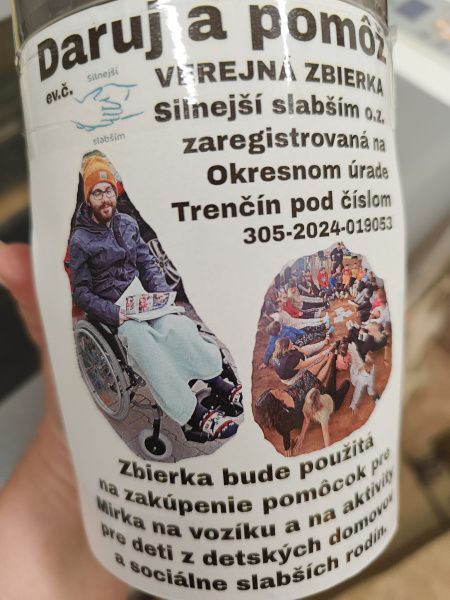 Daruj a pomôž
VEREJNÁ ZBIERKA
ev.č.
Silnejší
slabším
Silnejší slabším o.z.
zaregistrovaná na
Okresnom úrade
Trenčín pod číslom
305-2024-019053
Zbierka bude použitá
na zakúpenie pomôcok pre
Mirka na vozíku a na aktivity
pre deti z detských domovov
a sociálne slabších rodín.